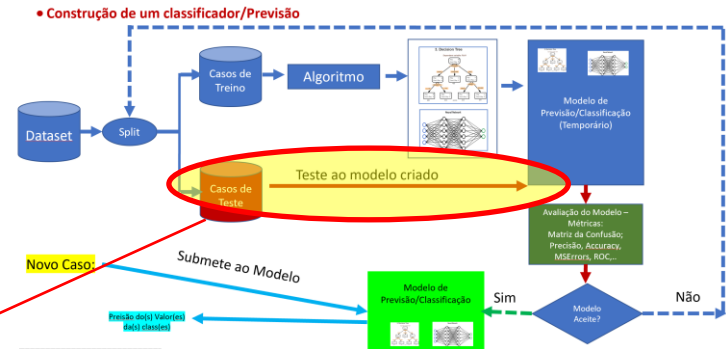 • Construção de um classificador/Previsão
Casos de
Treino
Algoritmo
Modelo de
Previsão/Classificação
(Temporário)
Dataset
Split
Teste ao modelo criado
Casos de
Teste
Avaliação do Modelo –
Métricas:
Matriz da Confusão;
Precisão, Accuracy,
MSErrors, ROC,..
Novo Caso:
Submete ao Modelo
Modelo de
Previsão/Classificação
Sim
Modelo
Aceite?
Não
Presisão do(s) Valor(es)
da(s) class(es)